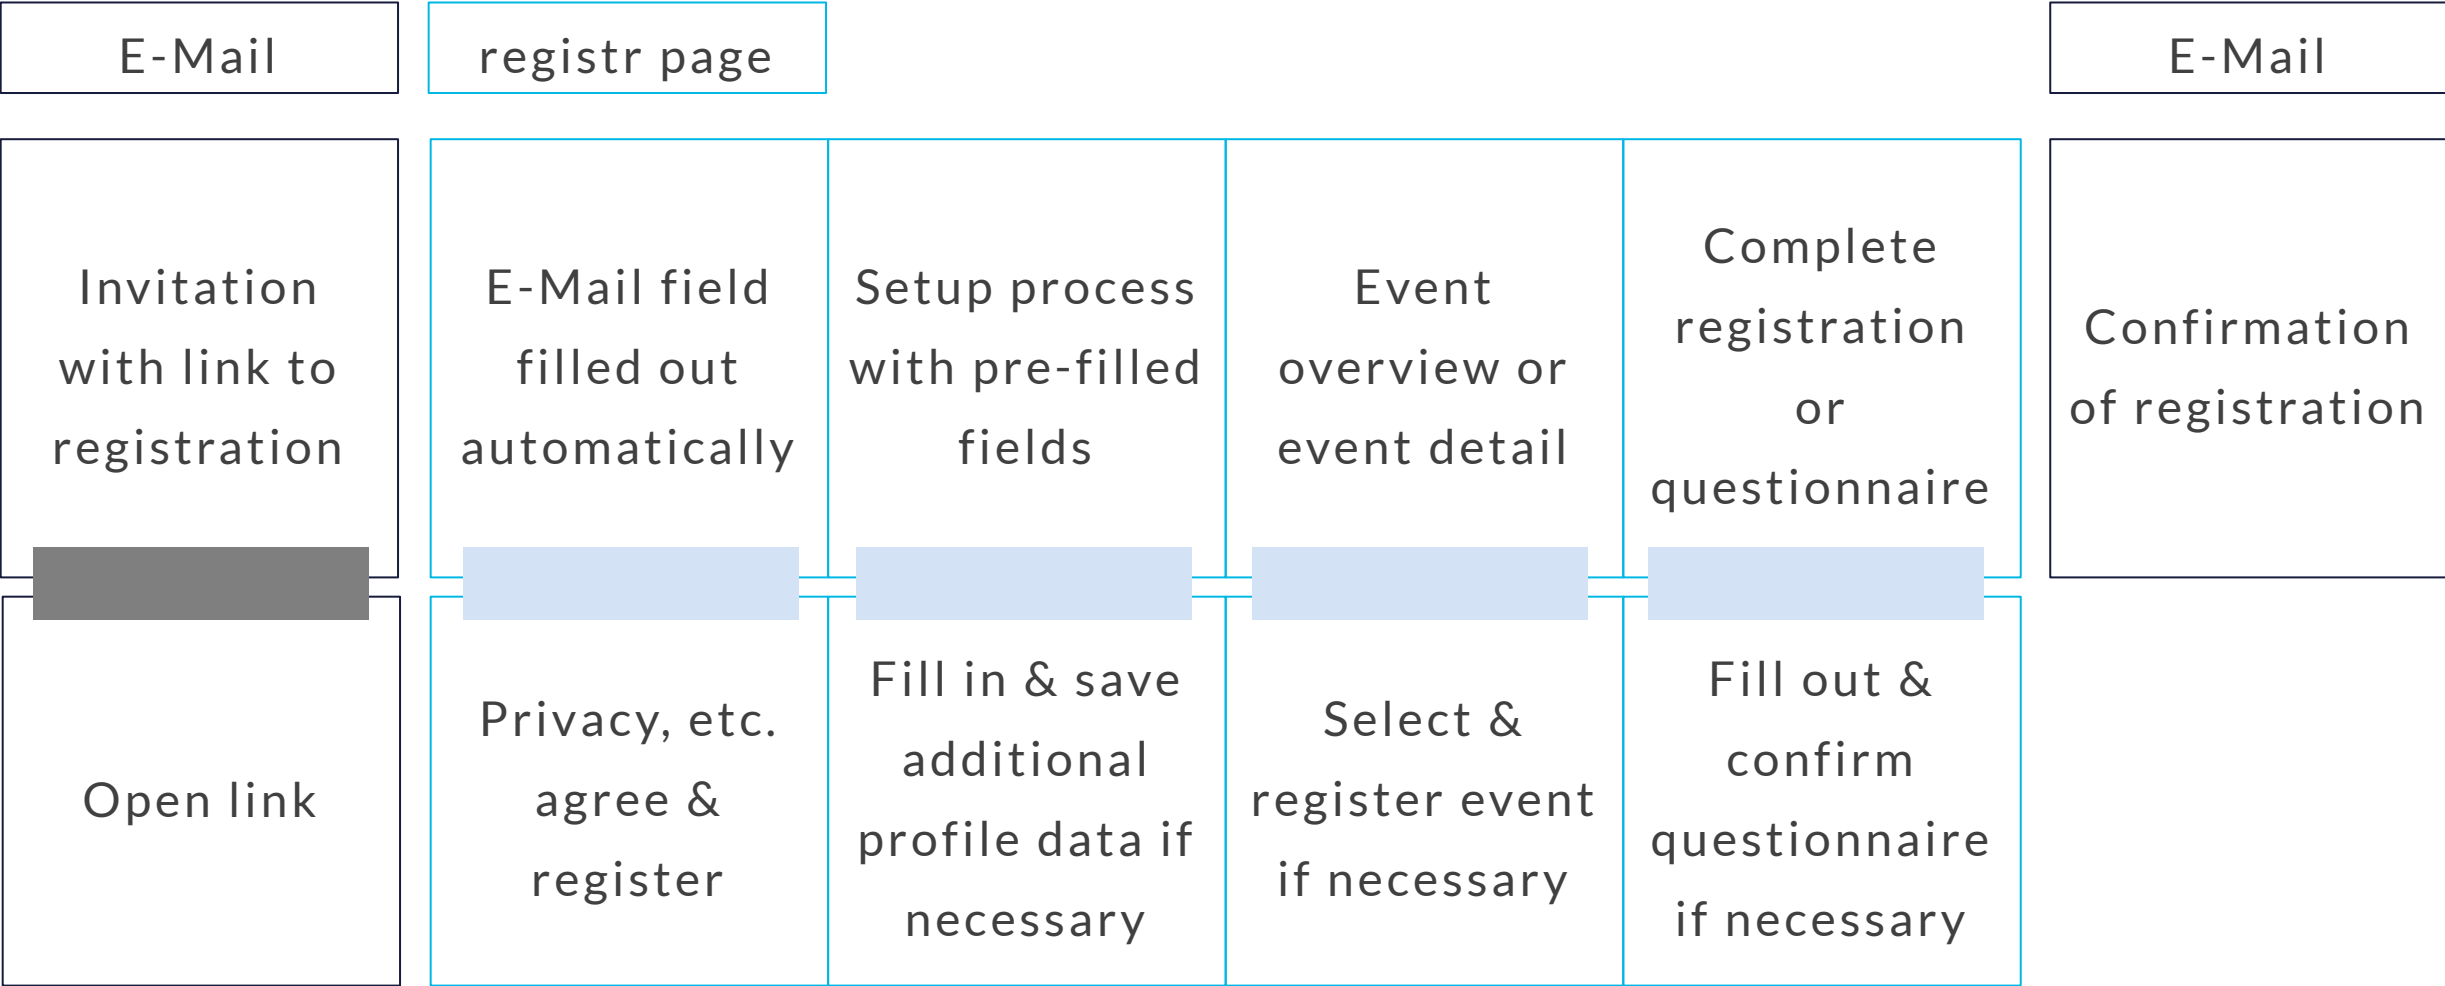 E-Mail
registr page
E-Mail
Invitation
with link to
registration
E-Mail field
filled out
automatically
Setup process
with pre-filled
fields
Event
overview or
event detail
Complete
registration
or
questionnaire
Confirmation
of registration
Open link
Privacy, etc.
agree &
register
Fill in & save
additional
profile data if
necessary
Select &
register event
if necessary
Fill out &
confirm
questionnaire
if necessary